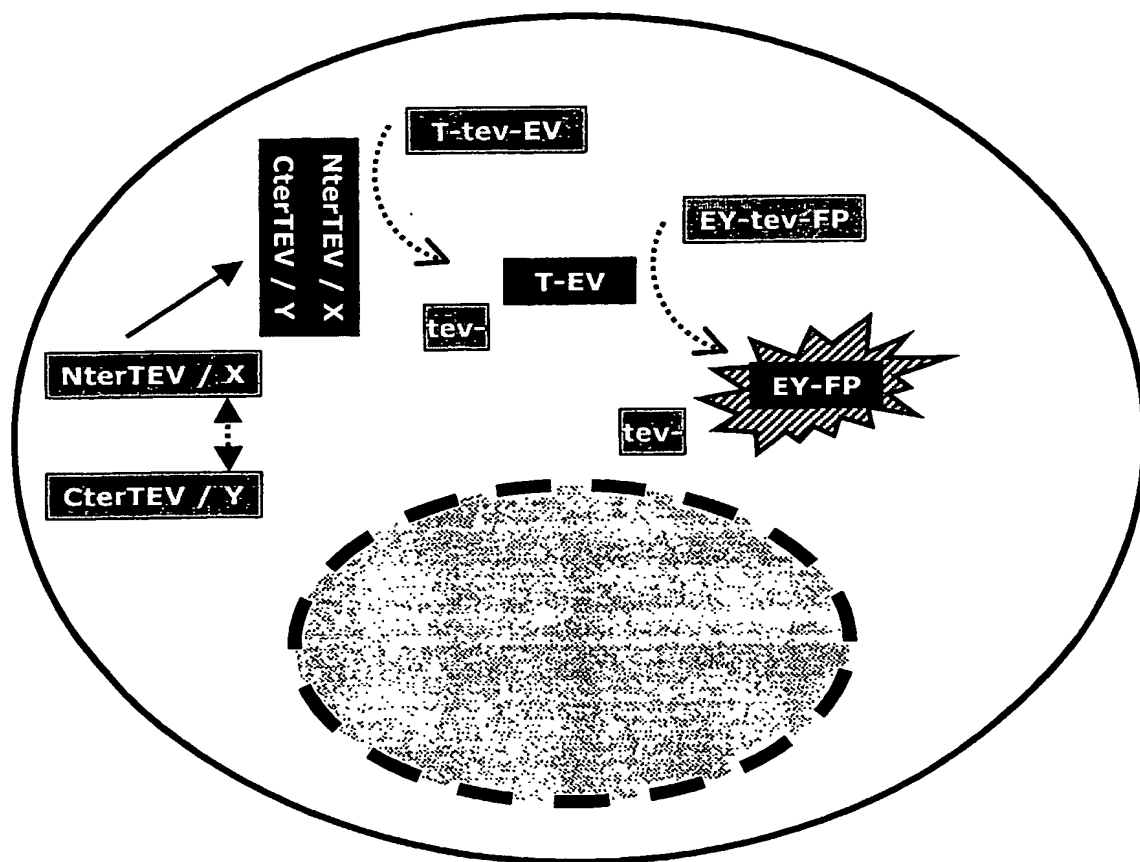 T-tev-EV
NterTEV / X
CterTEV / Y
EY-tev-FP
T-EV
tev-
NterTEV / X
EY-FP
tev-
CterTEV / Y